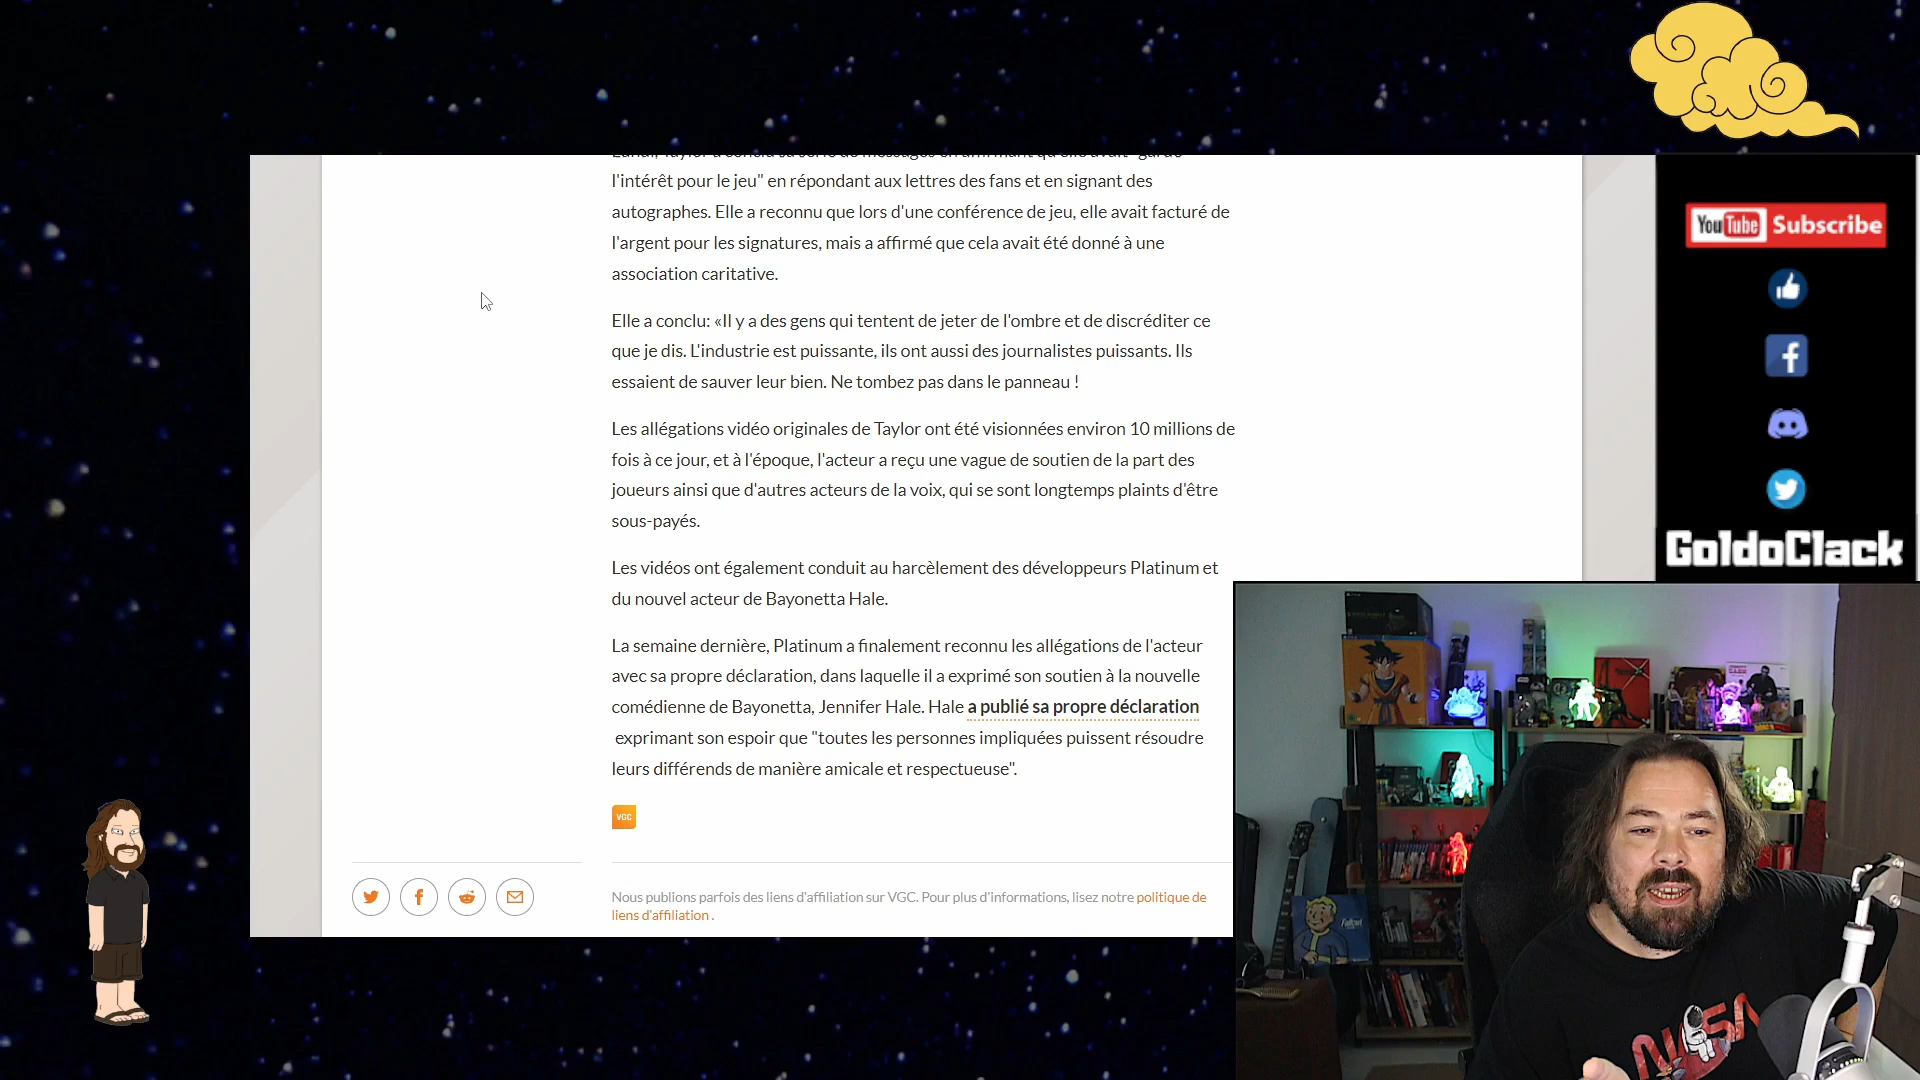 l'intérêt pour le jeu" en répondant aux lettres des fans et en signant des
autographes. Elle a reconnu que lors d'une conférence de jeu, elle avait facturé de
l'argent pour les signatures, mais a affirmé que cela avait été donné à une
association caritative.
Elle a conclu: «Il y a des gens qui tentent de jeter de l'ombre et de discréditer ce
que je dis. L'industrie est puissante, ils ont aussi des journalistes puissants. Ils
essaient de sauver leur bien. Ne tombez pas dans le panneau !
Les allégations vidéo originales de Taylor ont été visionnées environ 10 millions de
fois à ce jour, et à l'époque, l'acteur a reçu une vague de soutien de la part des
joueurs ainsi que d'autres acteurs de la voix, qui se sont longtemps plaints d'être
sous-payés.
Les vidéos ont également conduit au harcèlement des développeurs Platinum et
du nouvel acteur de Bayonetta Hale.
La semaine dernière, Platinum a finalement reconnu les allégations de l'acteur
avec sa propre déclaration, dans laquelle il a exprimé son soutien à la nouvelle
comédienne de Bayonetta, Jennifer Hale. Hale a publié sa propre déclaration
exprimant son espoir que "toutes les personnes impliquées puissent résoudre
leurs différends de manière amicale et respectueuse".
VGC
Nous publions parfois des liens d'affiliation sur VGC. Pour plus d'informations, lisez notre politique de
liens d'affiliation .
YouTube Subscribe
GoldoClack
Fallout
NASA